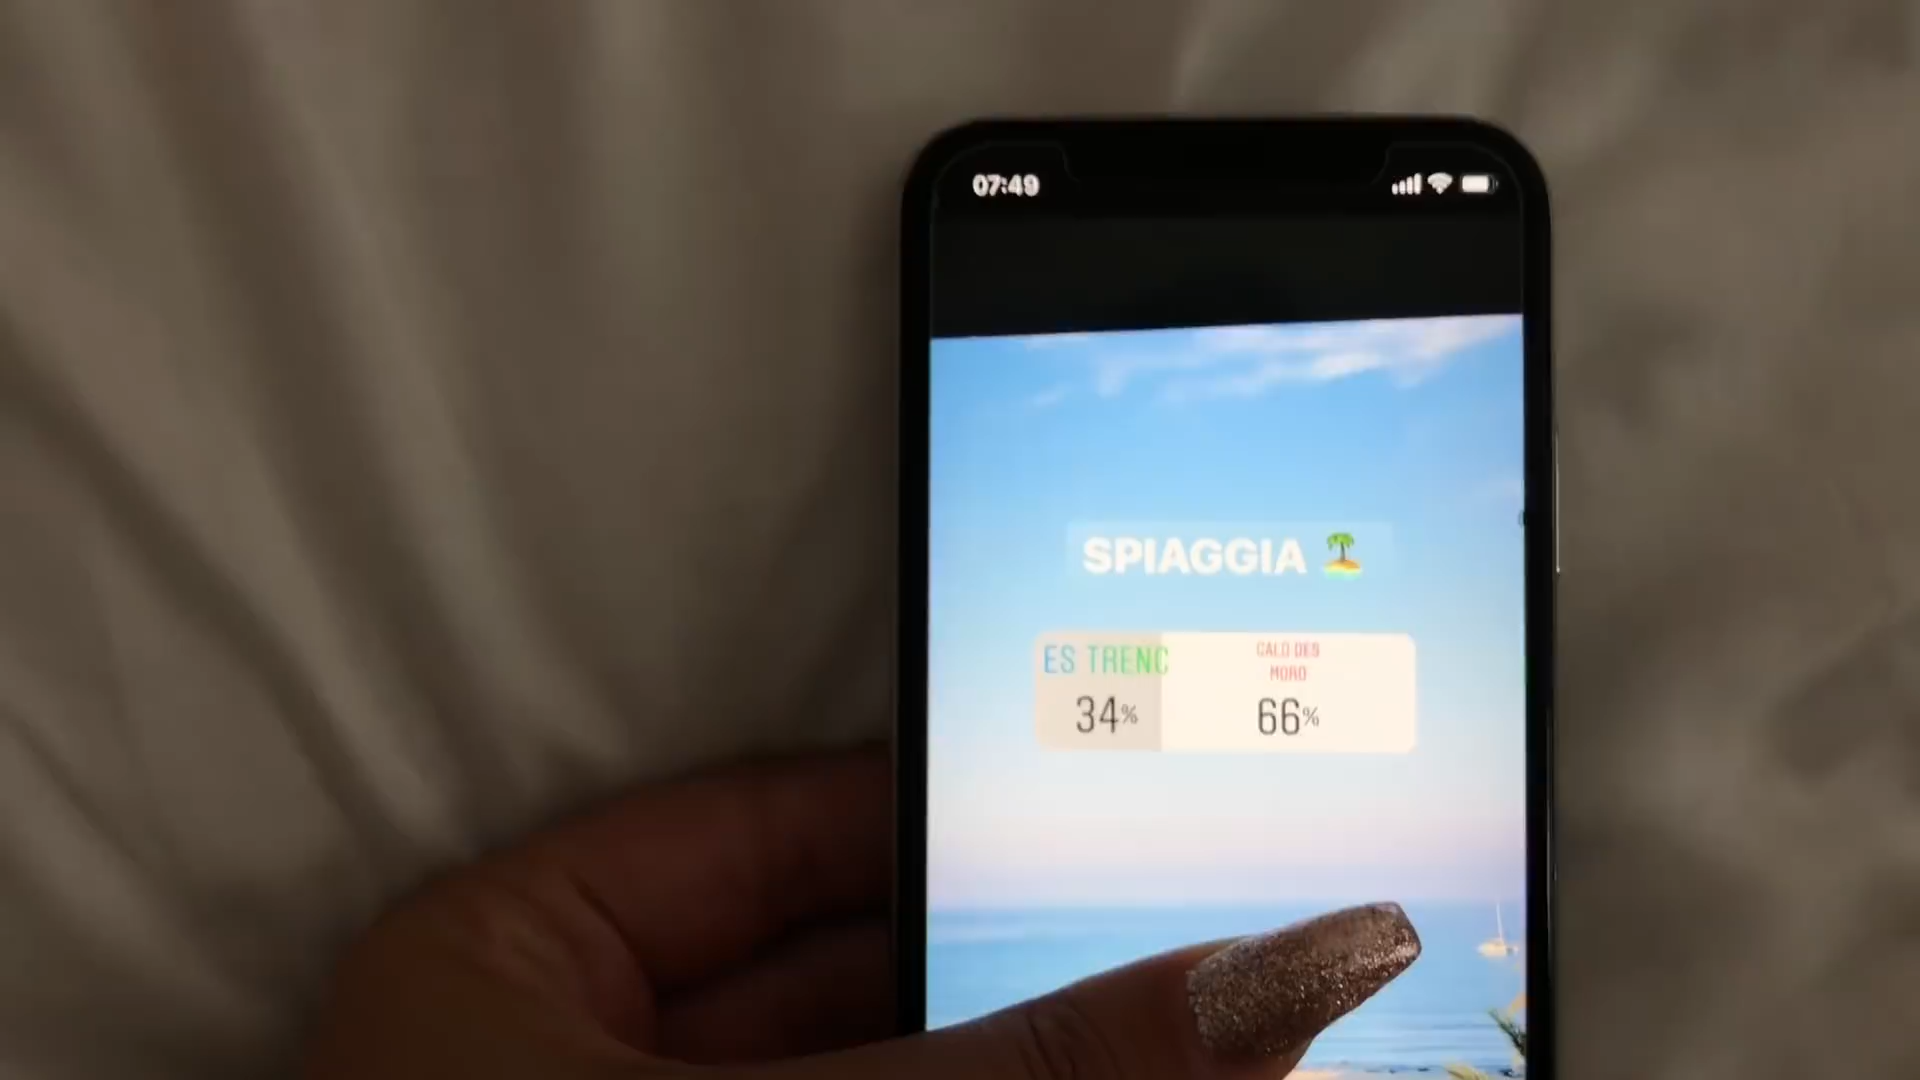 07:49
SPIAGGIA
ES TRENC
34%
CALO DES
MORO
66%